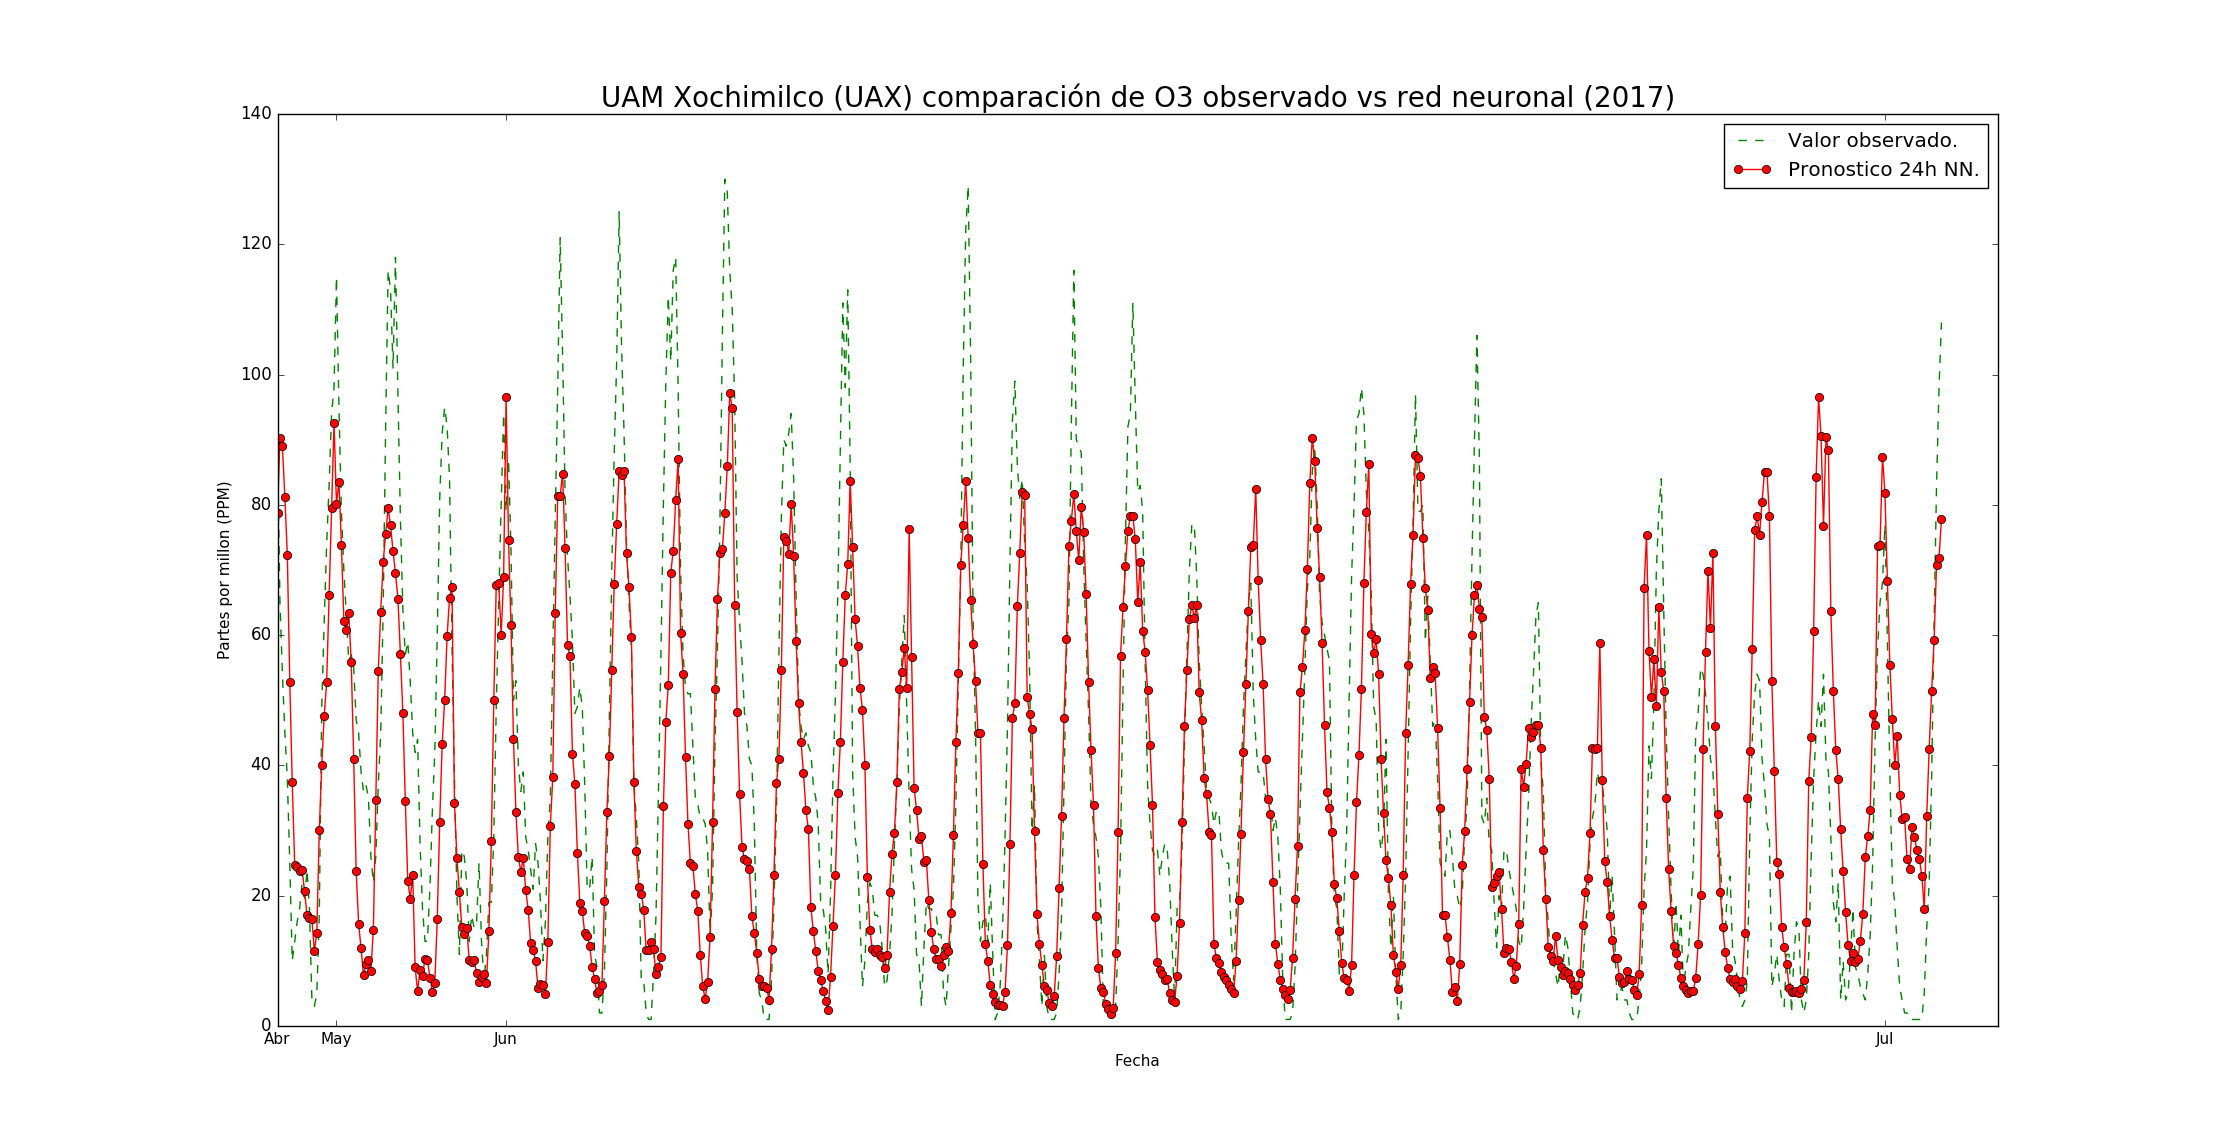 UAM Xochimilco (UAX) comparación de O3 observado vs red neuronal (2017)
140
120
100
80
60
40
20
0
Partes por millon (PPM)
Valor observado.
Pronostico 24h NN.
Abr May Jun Jul
Fecha